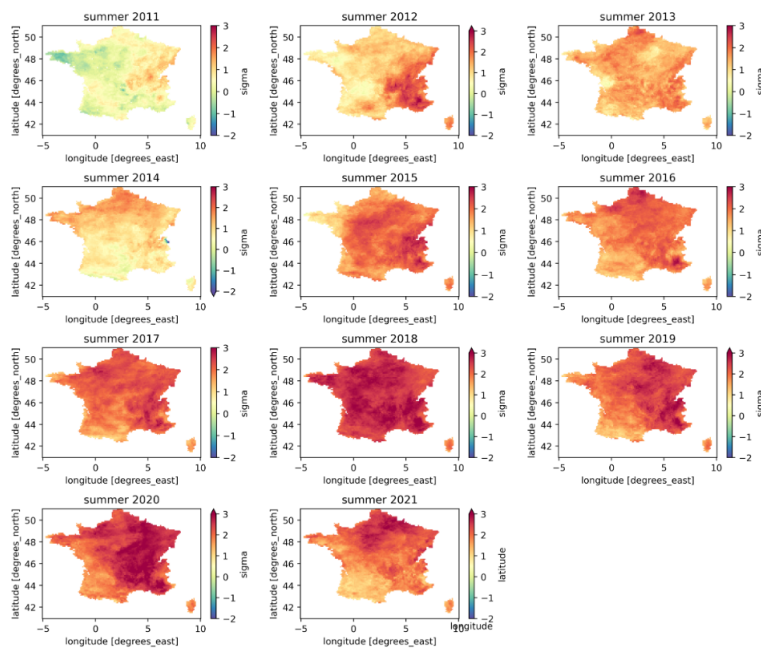 summer 2011
latitude [degrees_north]
50
48
46
44
42
−5 0 5 10
longitude [degrees_east]
3
2
1
0
−1
−2
sigma
summer 2012
latitude [degrees_north]
50
48
46
44
42
−5 0 5 10
longitude [degrees_east]
3
2
1
0
−1
−2
sigma
summer 2013
latitude [degrees_north]
50
48
46
44
42
−5 0 5 10
longitude [degrees_east]
3
2
1
0
−1
−2
sigma
summer 2014
latitude [degrees_north]
50
48
46
44
42
−5 0 5 10
longitude [degrees_east]
3
2
1
0
−1
−2
sigma
summer 2015
latitude [degrees_north]
50
48
46
44
42
−5 0 5 10
longitude [degrees_east]
3
2
1
0
−1
−2
sigma
summer 2016
latitude [degrees_north]
50
48
46
44
42
−5 0 5 10
longitude [degrees_east]
3
2
1
0
−1
−2
sigma
summer 2017
latitude [degrees_north]
50
48
46
44
42
−5 0 5 10
longitude [degrees_east]
3
2
1
0
−1
−2
sigma
summer 2018
latitude [degrees_north]
50
48
46
44
42
−5 0 5 10
longitude [degrees_east]
3
2
1
0
−1
−2
sigma
summer 2019
latitude [degrees_north]
50
48
46
44
42
−5 0 5 10
longitude [degrees_east]
3
2
1
0
−1
−2
sigma
summer 2020
latitude [degrees_north]
50
48
46
44
42
−5 0 5 10
longitude [degrees_east]
3
2
1
0
−1
−2
sigma
summer 2021
latitude [degrees_north]
50
48
46
44
42
−5 0 5 10
longitude [degrees_east]
3
2
1
0
−1
−2
latitude
longitude